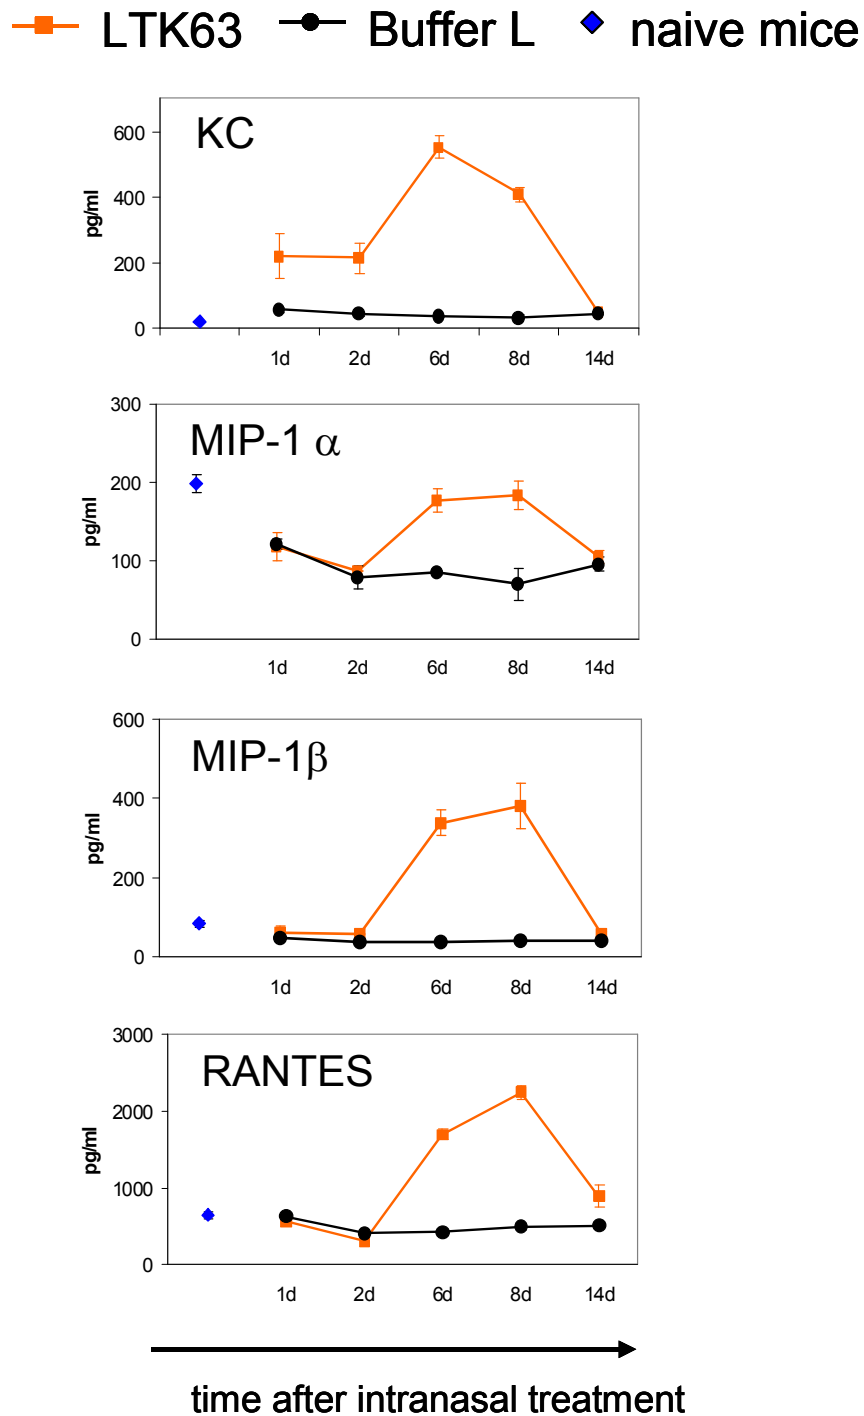 LTK63 Buffer L naive mice
KC
600
400
200
0
pg/ml
1d 2d 6d 8d 14d
MIP-1 α
300
200
100
0
pg/ml
1d 2d 6d 8d 14d
MIP-1β
600
400
200
0
pg/ml
1d 2d 6d 8d 14d
RANTES
3000
2000
1000
0
pg/ml
1d 2d 6d 8d 14d
time after intranasal treatment